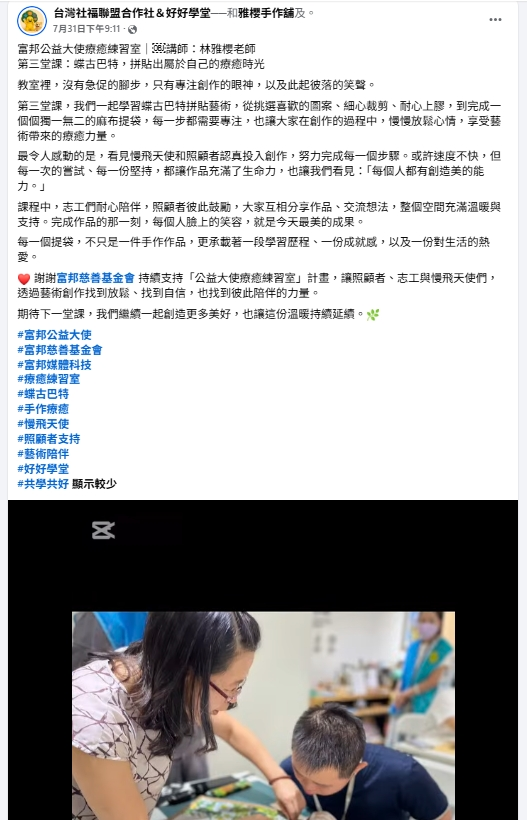 台灣社福聯盟合作社＆好好學堂──和雅櫻手作舖及。
7月31日下午9:11 ·
富邦公益大使療癒練習室｜講師：林雅櫻老師
第三堂課：蝶古巴特，拼貼出屬於自己的療癒時光
教室裡，沒有急促的腳步，只有專注創作的眼神，以及此起彼落的笑聲。
第三堂課，我們一起學習蝶古巴特拼貼藝術，從挑選喜歡的圖案、細心裁剪、耐心上膠，到完成一
個個獨一無二的麻布提袋，每一步都需要專注，也讓大家在創作的過程中，慢慢放鬆心情，享受藝
術帶來的療癒力量。
最令人感動的是，看見慢飛天使和照顧者認真投入創作，努力完成每一個步驟。或許速度不快，但
每一次的嘗試、每一份堅持，都讓作品充滿了生命力，也讓我們看見：「每個人都有創造美的能
力。」
課程中，志工們耐心陪伴，照顧者彼此鼓勵，大家互相分享作品、交流想法，整個空間充滿溫暖與
支持。完成作品的那一刻，每個人臉上的笑容，就是今天最美的成果。
每一個提袋，不只是一件手作作品，更承載著一段學習歷程、一份成就感，以及一份對生活的熱
愛。
❤️ 謝謝富邦慈善基金會 持續支持「公益大使療癒練習室」計畫，讓照顧者、志工與慢飛天使們，
透過藝術創作找到放鬆、找到自信，也找到彼此陪伴的力量。
期待下一堂課，我們繼續一起創造更多美好，也讓這份溫暖持續延續。🌿
#富邦公益大使
#富邦慈善基金會
#富邦媒體科技
#療癒練習室
#蝶古巴特
#手作療癒
#慢飛天使
#照顧者支持
#藝術陪伴
#好好學堂
#共學共好 顯示較少